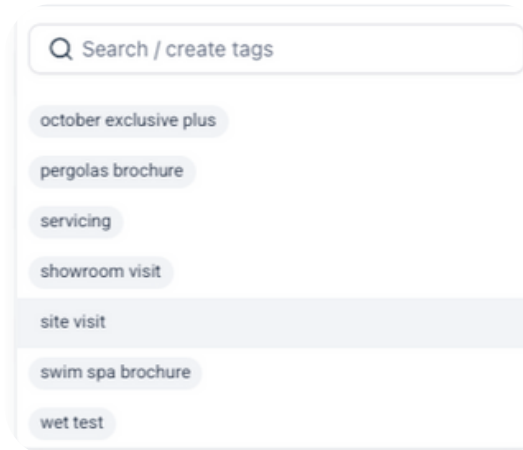 Search / create tags
october exclusive plus
pergolas brochure
servicing
showroom visit
site visit
swim spa brochure
wet test